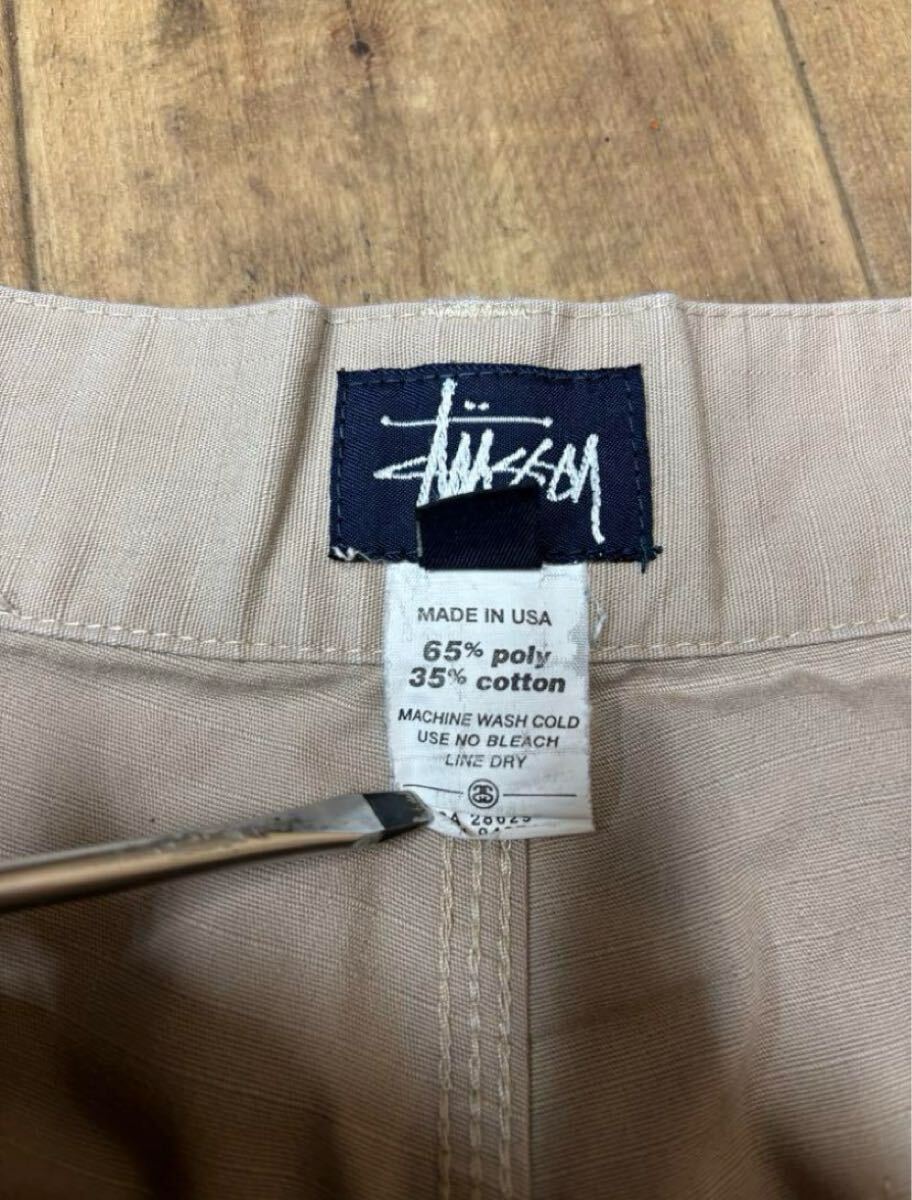 Stüssy
MADE IN USA
65% poly
35% cotton
MACHINE WASH COLD
USE NO BLEACH
LINE DRY